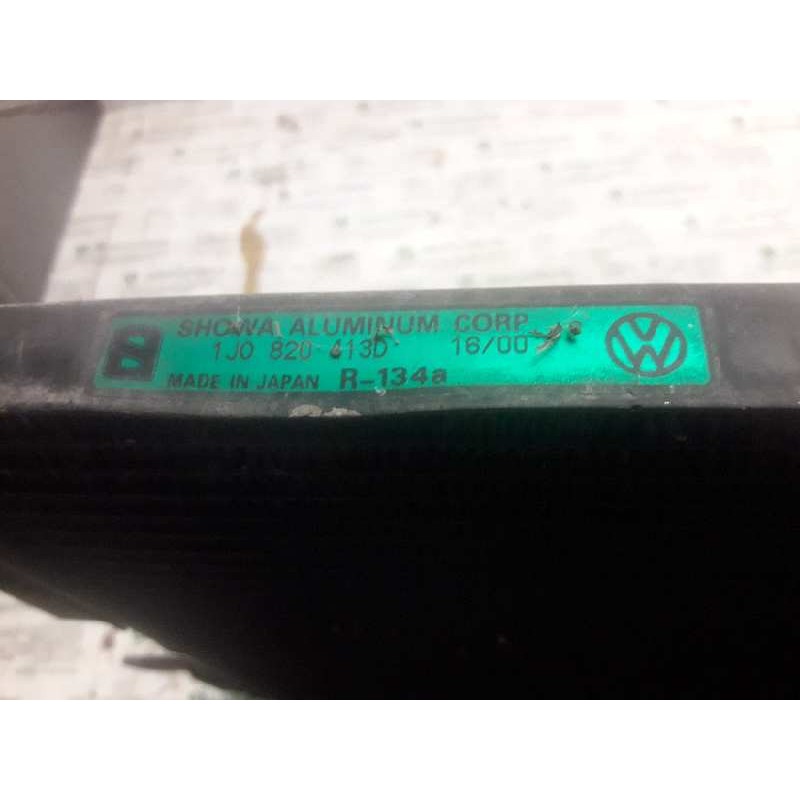 SHOWA ALUMINUM CORP.
1J0 820 413D 16/00
MADE IN JAPAN R-134a